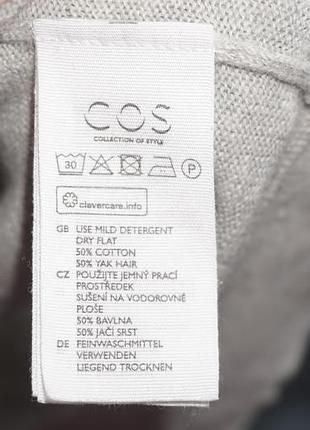 COS
COLLECTION OF STYLE
30 P
clevercare.info
GB USE MILD DETERGENT
DRY FLAT
50% COTTON
50% YAK HAIR
CZ POUŽIJTE JEMNÝ PRACÍ
PROSTŘEDEK
SUŠENÍ NA VODOROVNÉ
PLOŠE
50% BAVLNA
50% JAČÍ SRST
DE FEINWASCHMITTEL
VERWENDEN
LIEGEND TROCKNEN